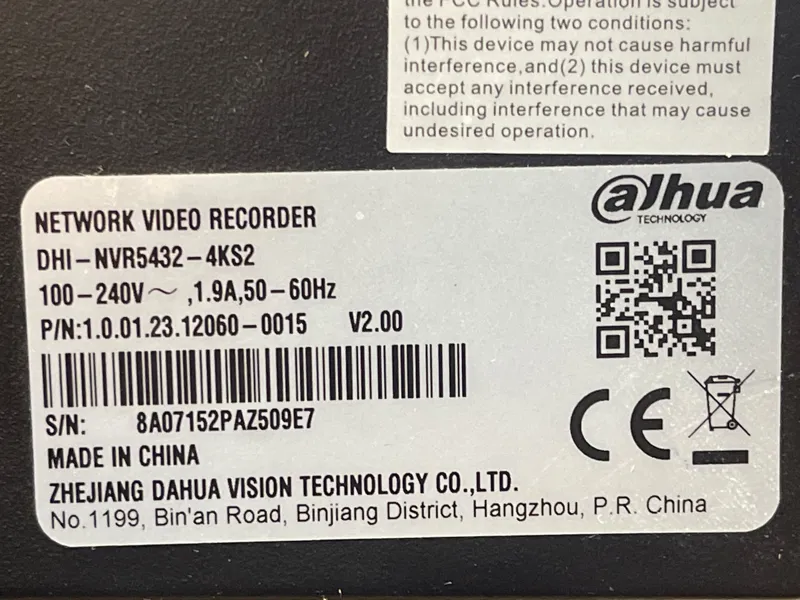 the FCC Rules.Operation is subject
to the following two conditions:
(1)This device may not cause harmful
interference,and(2) this device must
accept any interference received,
including interference that may cause
undesired operation.
alhua
TECHNOLOGY
NETWORK VIDEO RECORDER
DHI-NVR5432-4KS2
100-240V～ ,1.9A,50-60Hz
P/N:1.0.01.23.12060-0015 V2.00
S/N: 8A07152PAZ509E7
CE
MADE IN CHINA
ZHEJIANG DAHUA VISION TECHNOLOGY CO.,LTD.
No.1199, Bin'an Road, Binjiang District, Hangzhou, P.R. China